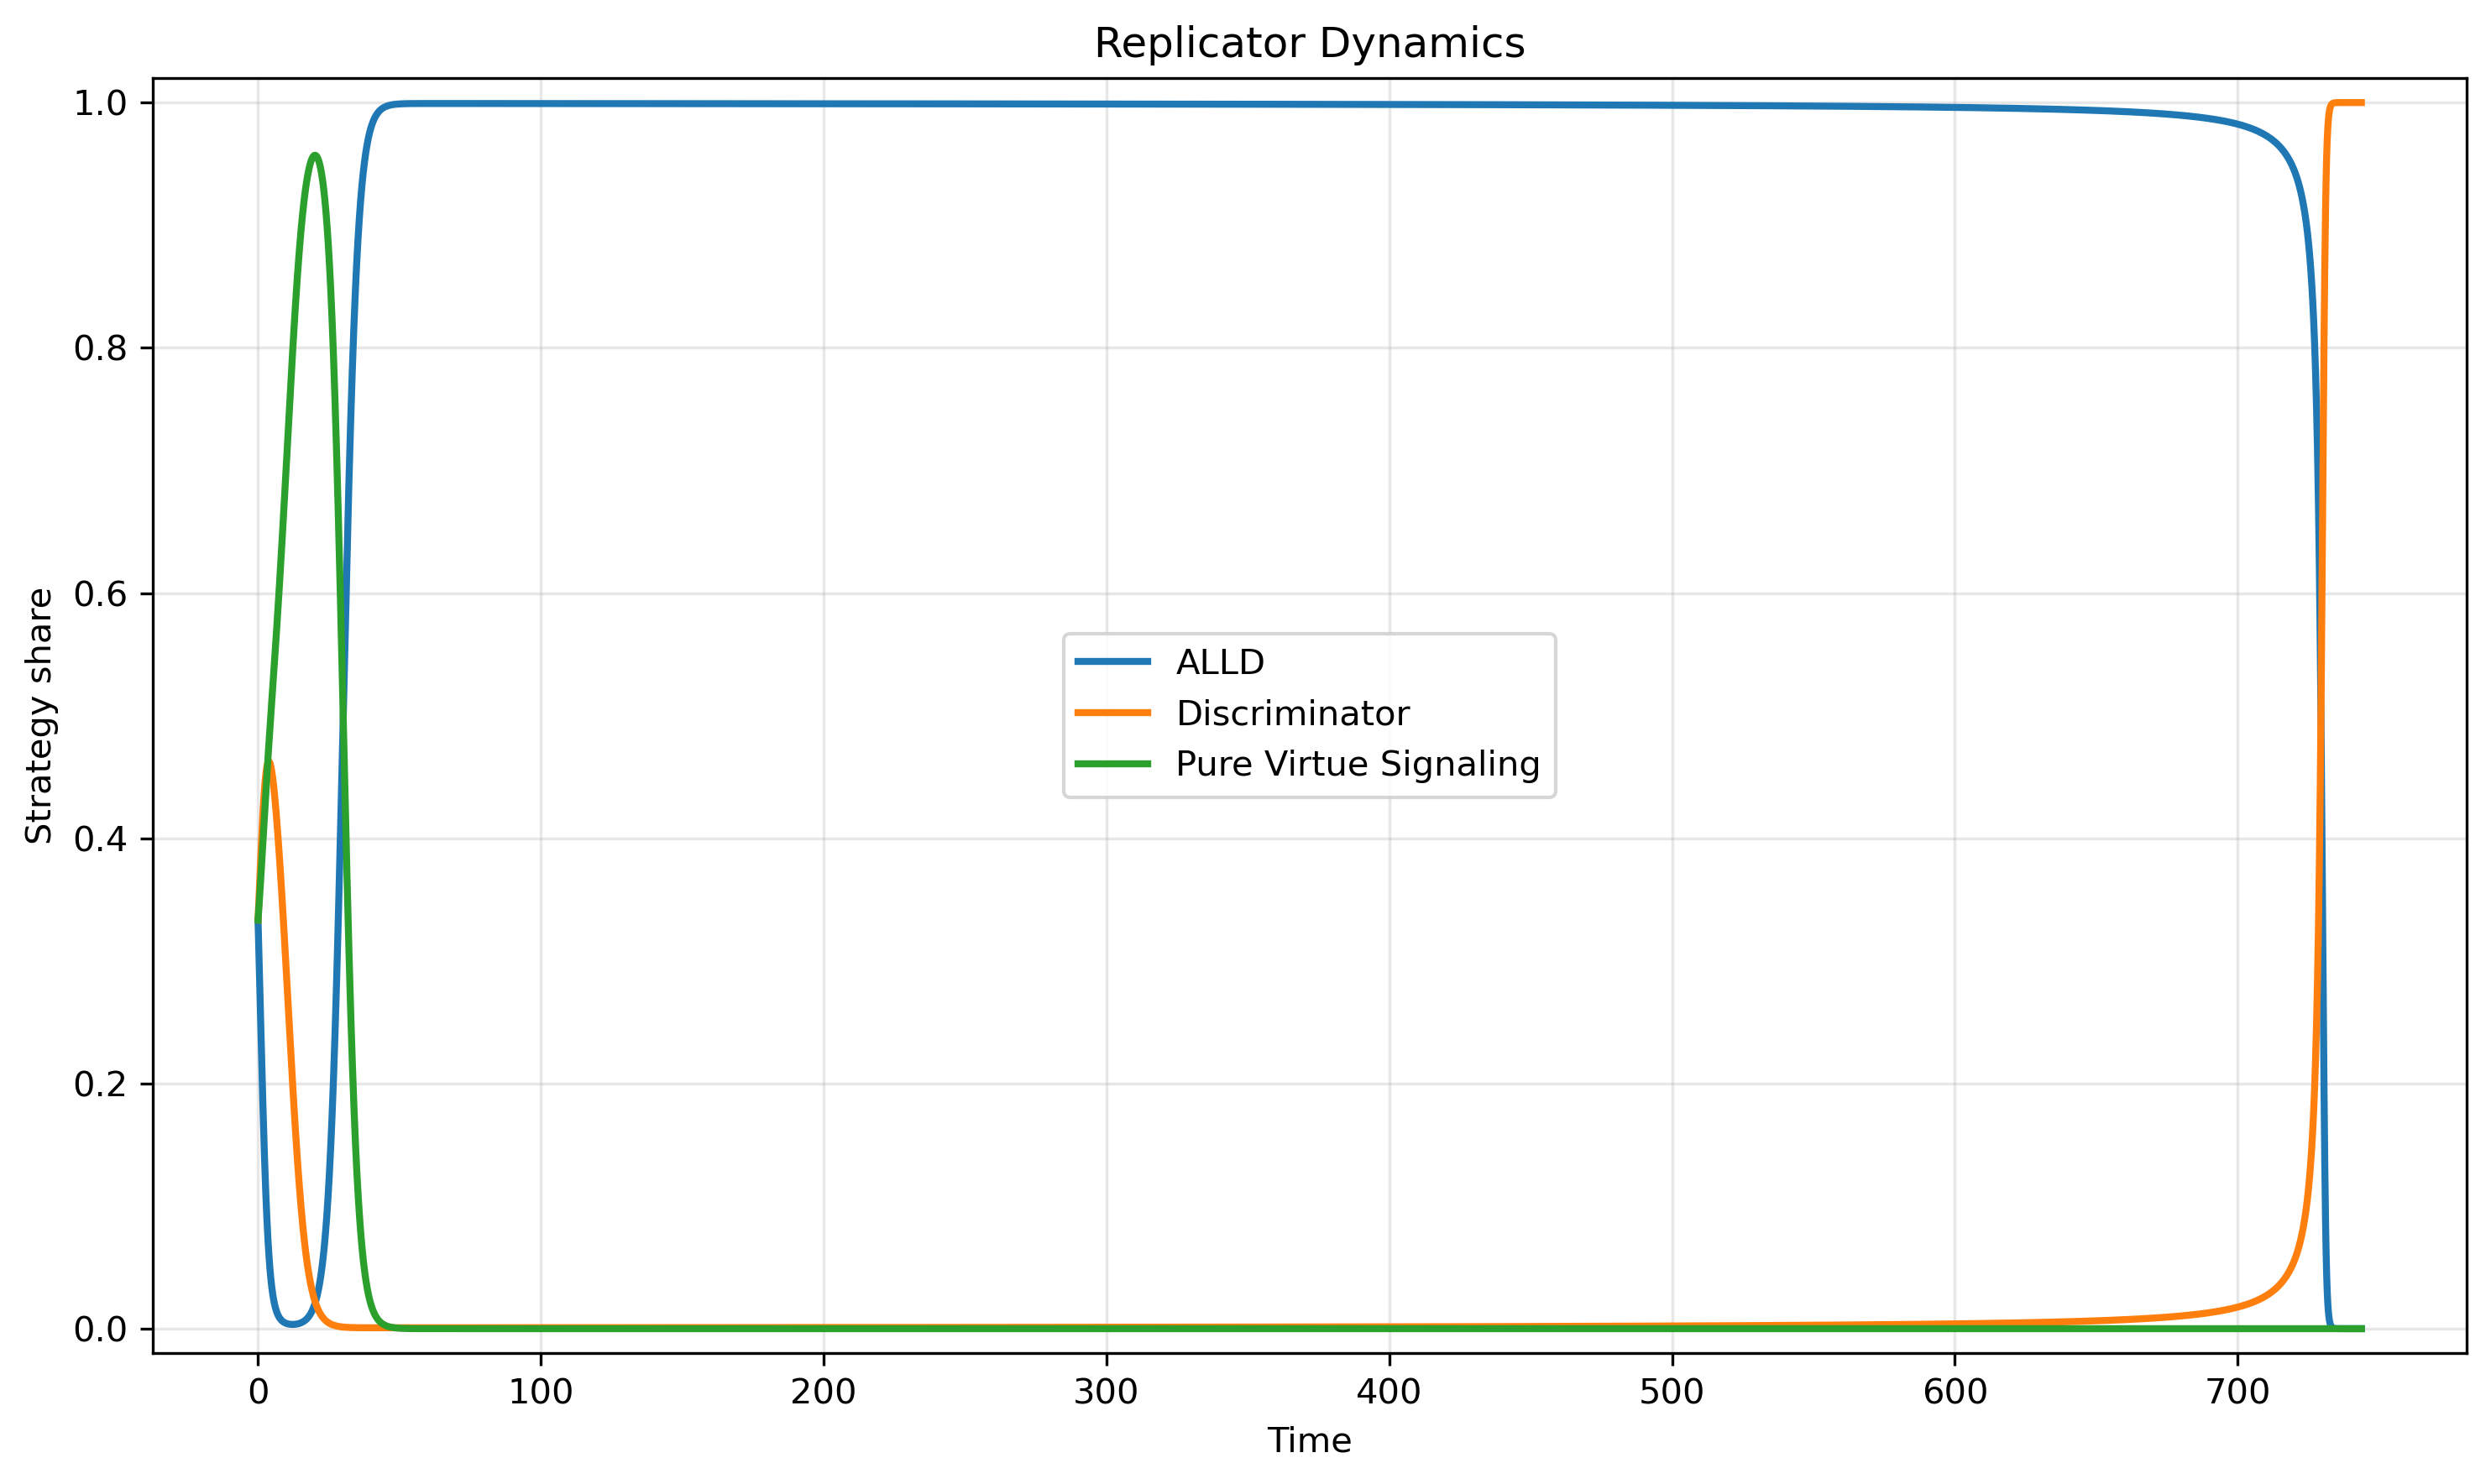 Replicator Dynamics
Strategy share
1.0
0.8
0.6
0.4
0.2
0.0
ALLD
Discriminator
Pure Virtue Signaling
0 100 200 300 400 500 600 700
Time